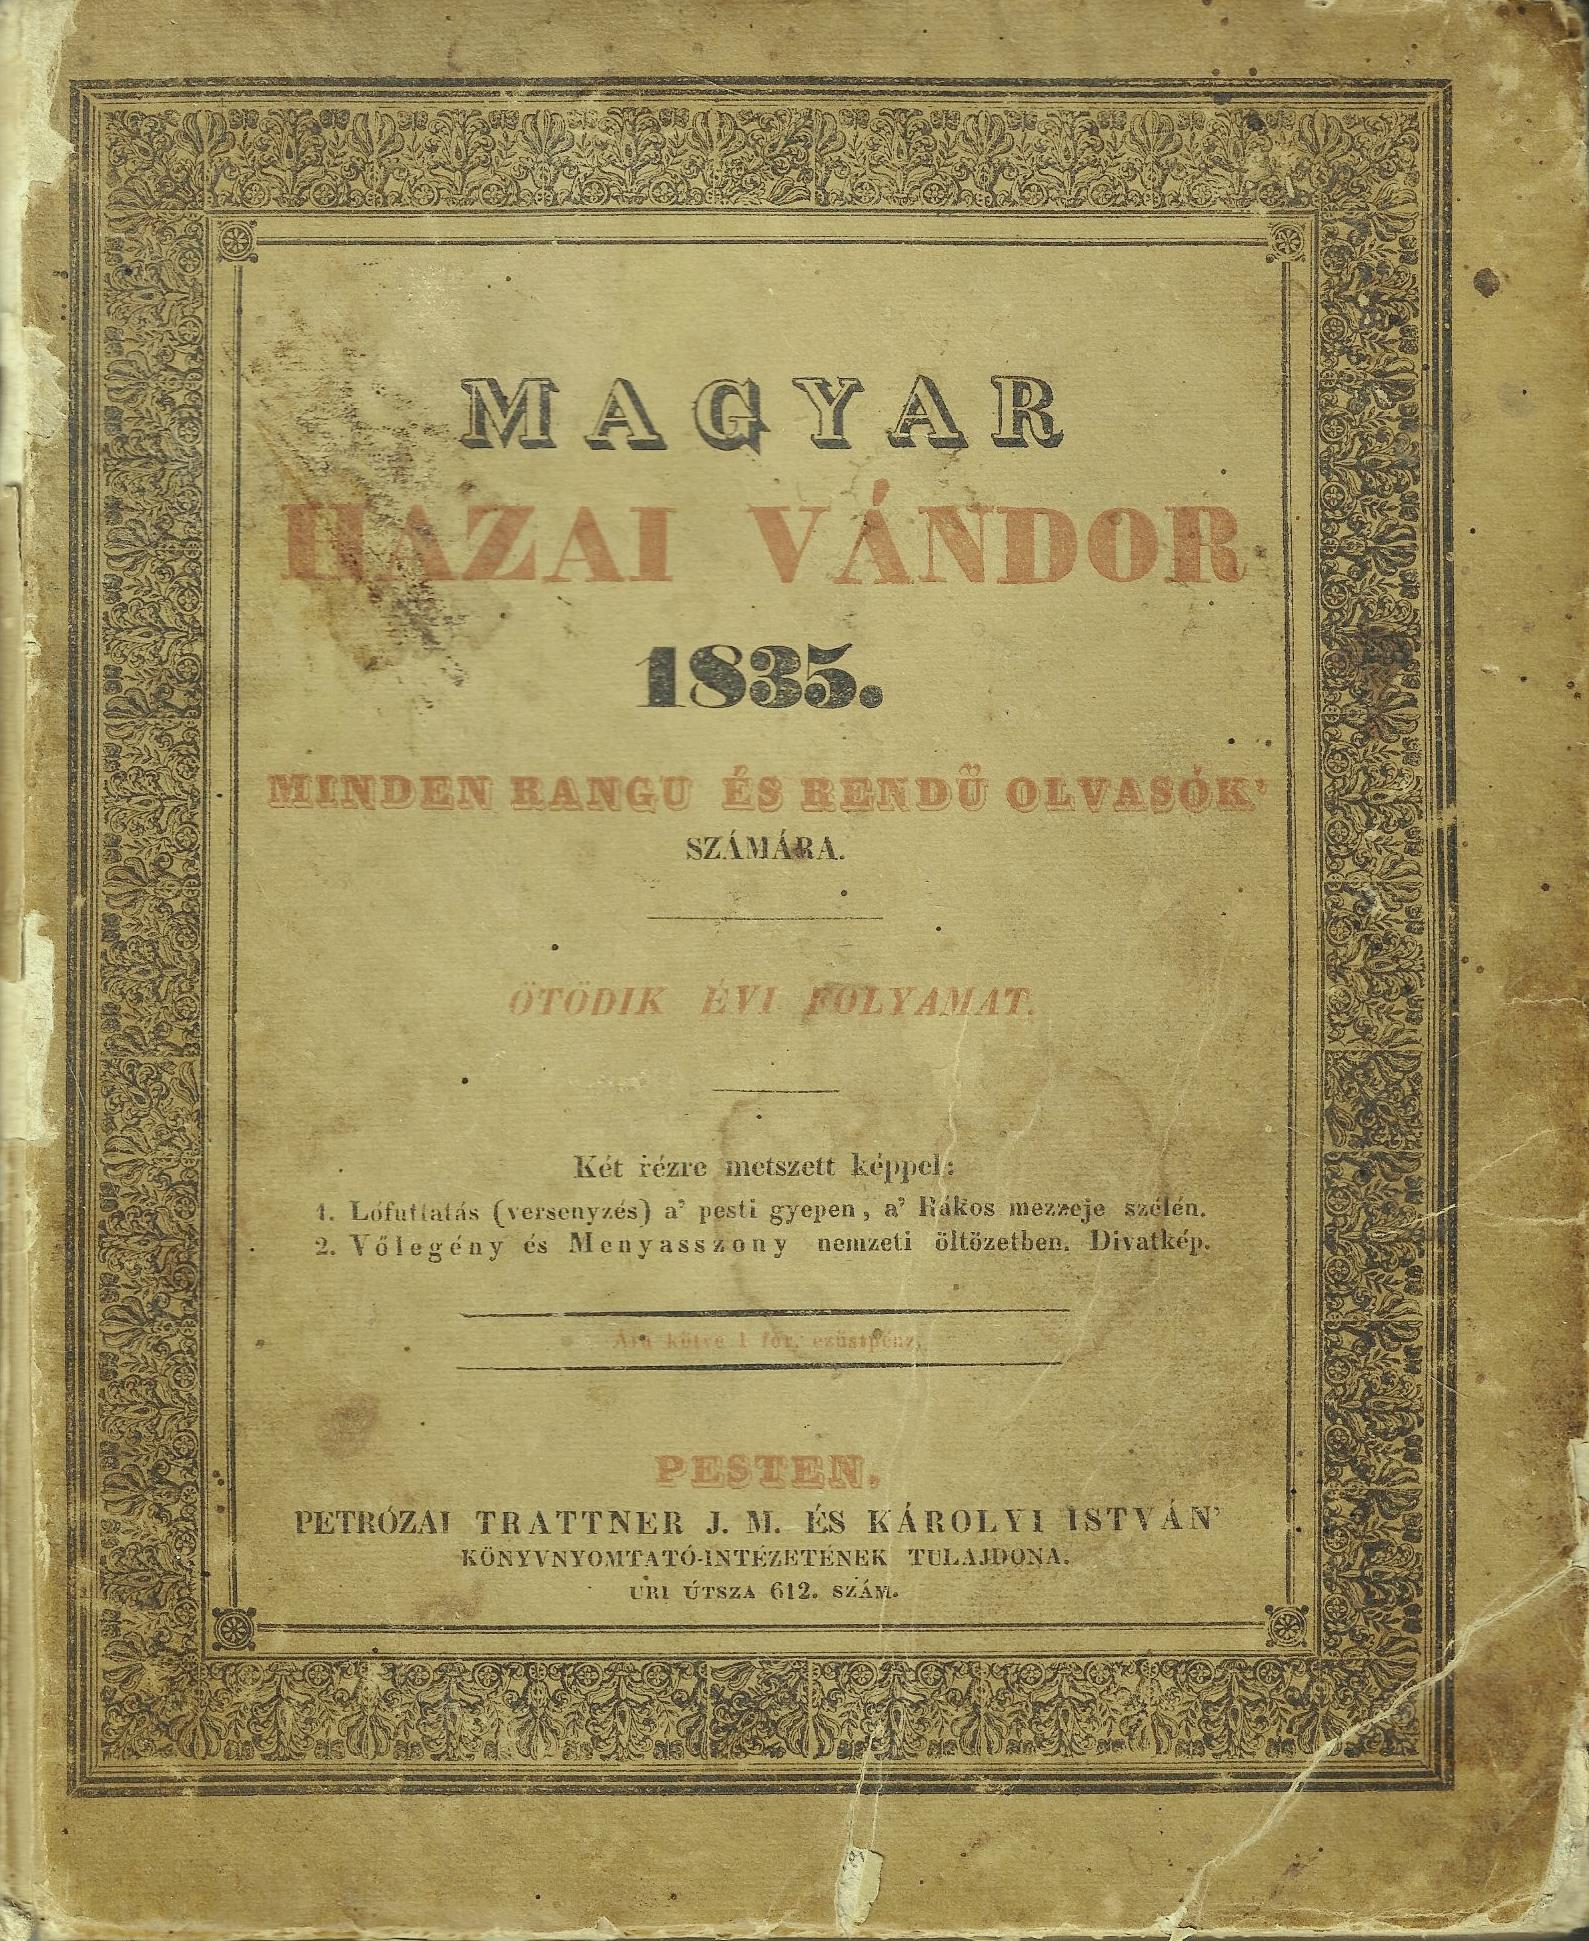 MAGYAR
HAZAI VÁNDOR
1835.
MINDEN RANGU ÉS RENDŰ OLVASÓK'
SZÁMÁRA.
ÖTÖDIK ÉVI FOLYAMAT.
Két rézre metszett képpel:
1. Lófuttatás (versenyzés) a' pesti gyepen, a' Rákos mezzeje szélén.
2. Vőlegény és Menyasszony nemzeti öltözetben. Divatkép.
Ára kötve 1 for. ezüstpénz.
PESTEN,
PETRÓZAI TRATTNER J. M. ÉS KÁROLYI ISTVÁN'
KÖNYVNYOMTATÓ-INTÉZETÉNEK TULAJDONA.
URI ÚTSZA 612. SZÁM.